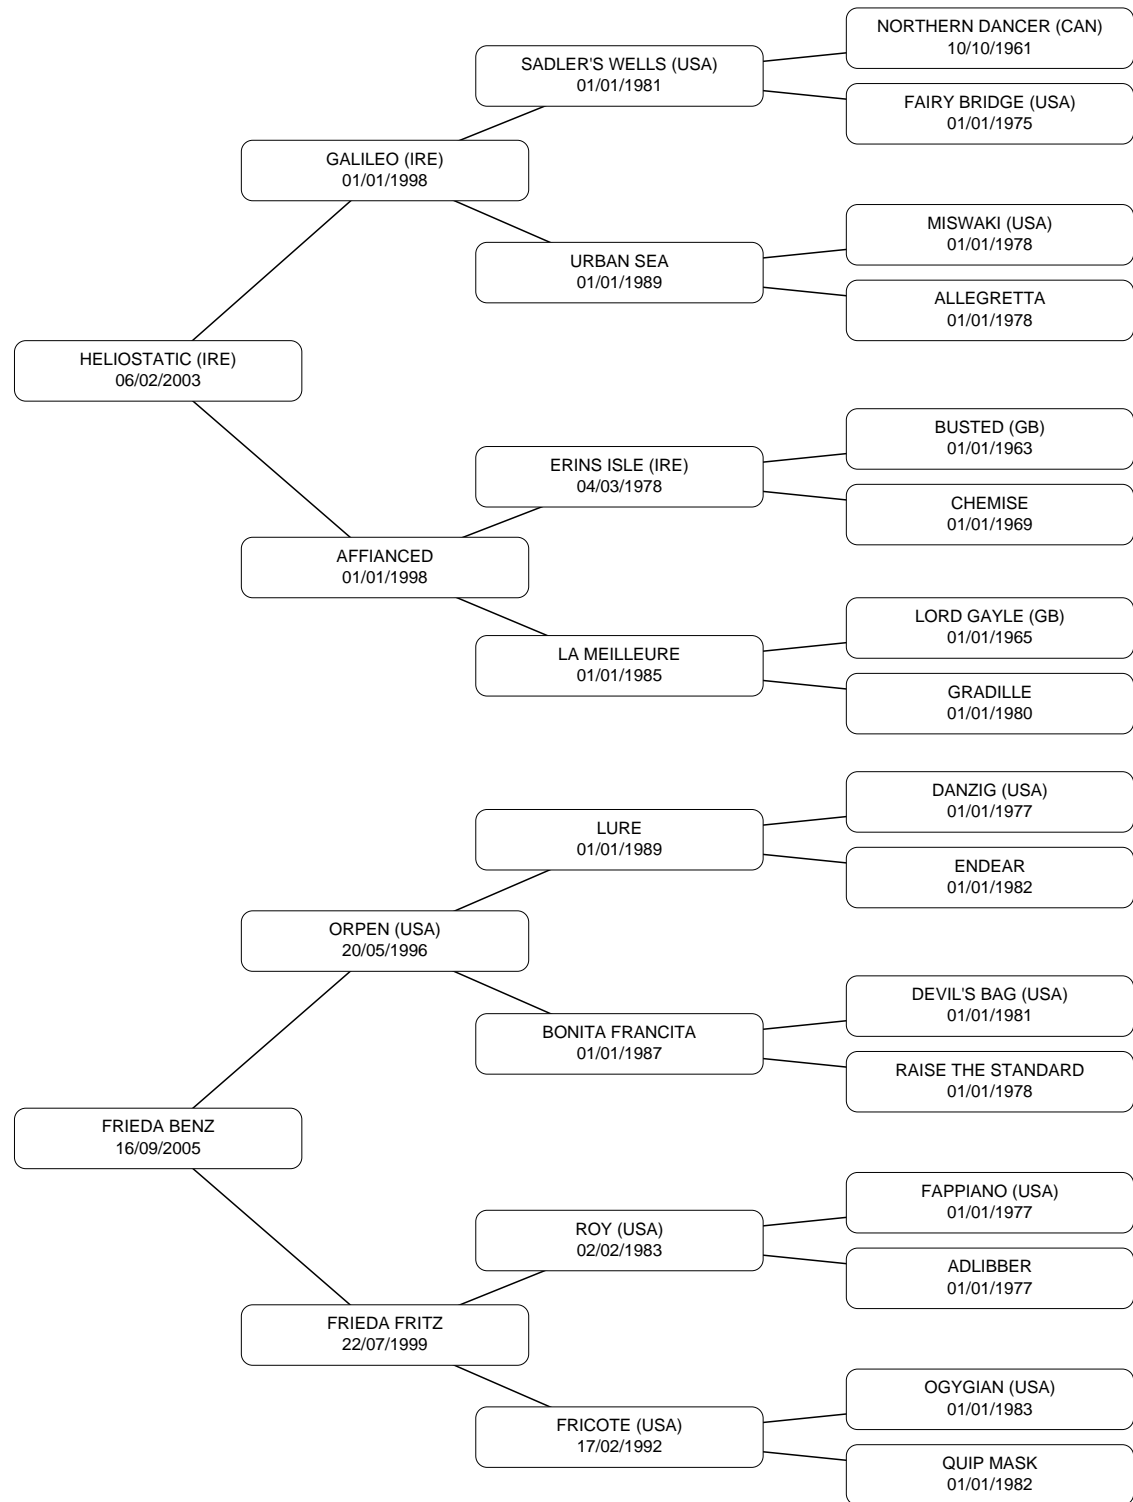 NORTHERN DANCER (CAN)
10/10/1961
SADLER'S WELLS (USA)
01/01/1981
FAIRY BRIDGE (USA)
01/01/1975
GALILEO (IRE)
01/01/1998
MISWAKI (USA)
01/01/1978
URBAN SEA
01/01/1989
ALLEGRETTA
01/01/1978
HELIOSTATIC (IRE)
06/02/2003
BUSTED (GB)
01/01/1963
ERINS ISLE (IRE)
04/03/1978
CHEMISE
01/01/1969
AFFIANCED
01/01/1998
LORD GAYLE (GB)
01/01/1965
LA MEILLEURE
01/01/1985
GRADILLE
01/01/1980
DANZIG (USA)
01/01/1977
LURE
01/01/1989
ENDEAR
01/01/1982
ORPEN (USA)
20/05/1996
DEVIL'S BAG (USA)
01/01/1981
BONITA FRANCITA
01/01/1987
RAISE THE STANDARD
01/01/1978
FRIEDA BENZ
16/09/2005
FAPPIANO (USA)
01/01/1977
ROY (USA)
02/02/1983
ADLIBBER
01/01/1977
FRIEDA FRITZ
22/07/1999
OGYGIAN (USA)
01/01/1983
FRICOTE (USA)
17/02/1992
QUIP MASK
01/01/1982